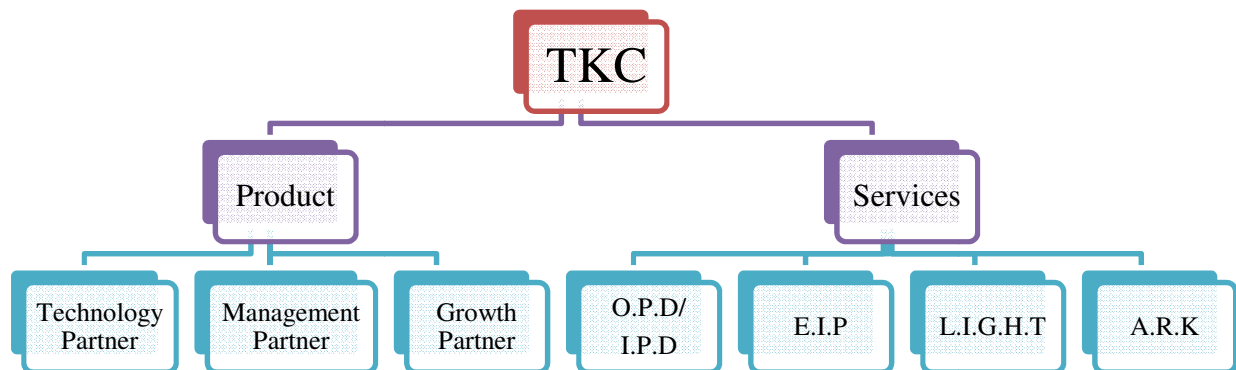 TKC
Product
Services
Technology
Partner
Management
Partner
Growth
Partner
O.P.D/
I.P.D
E.I.P
L.I.G.H.T
A.R.K